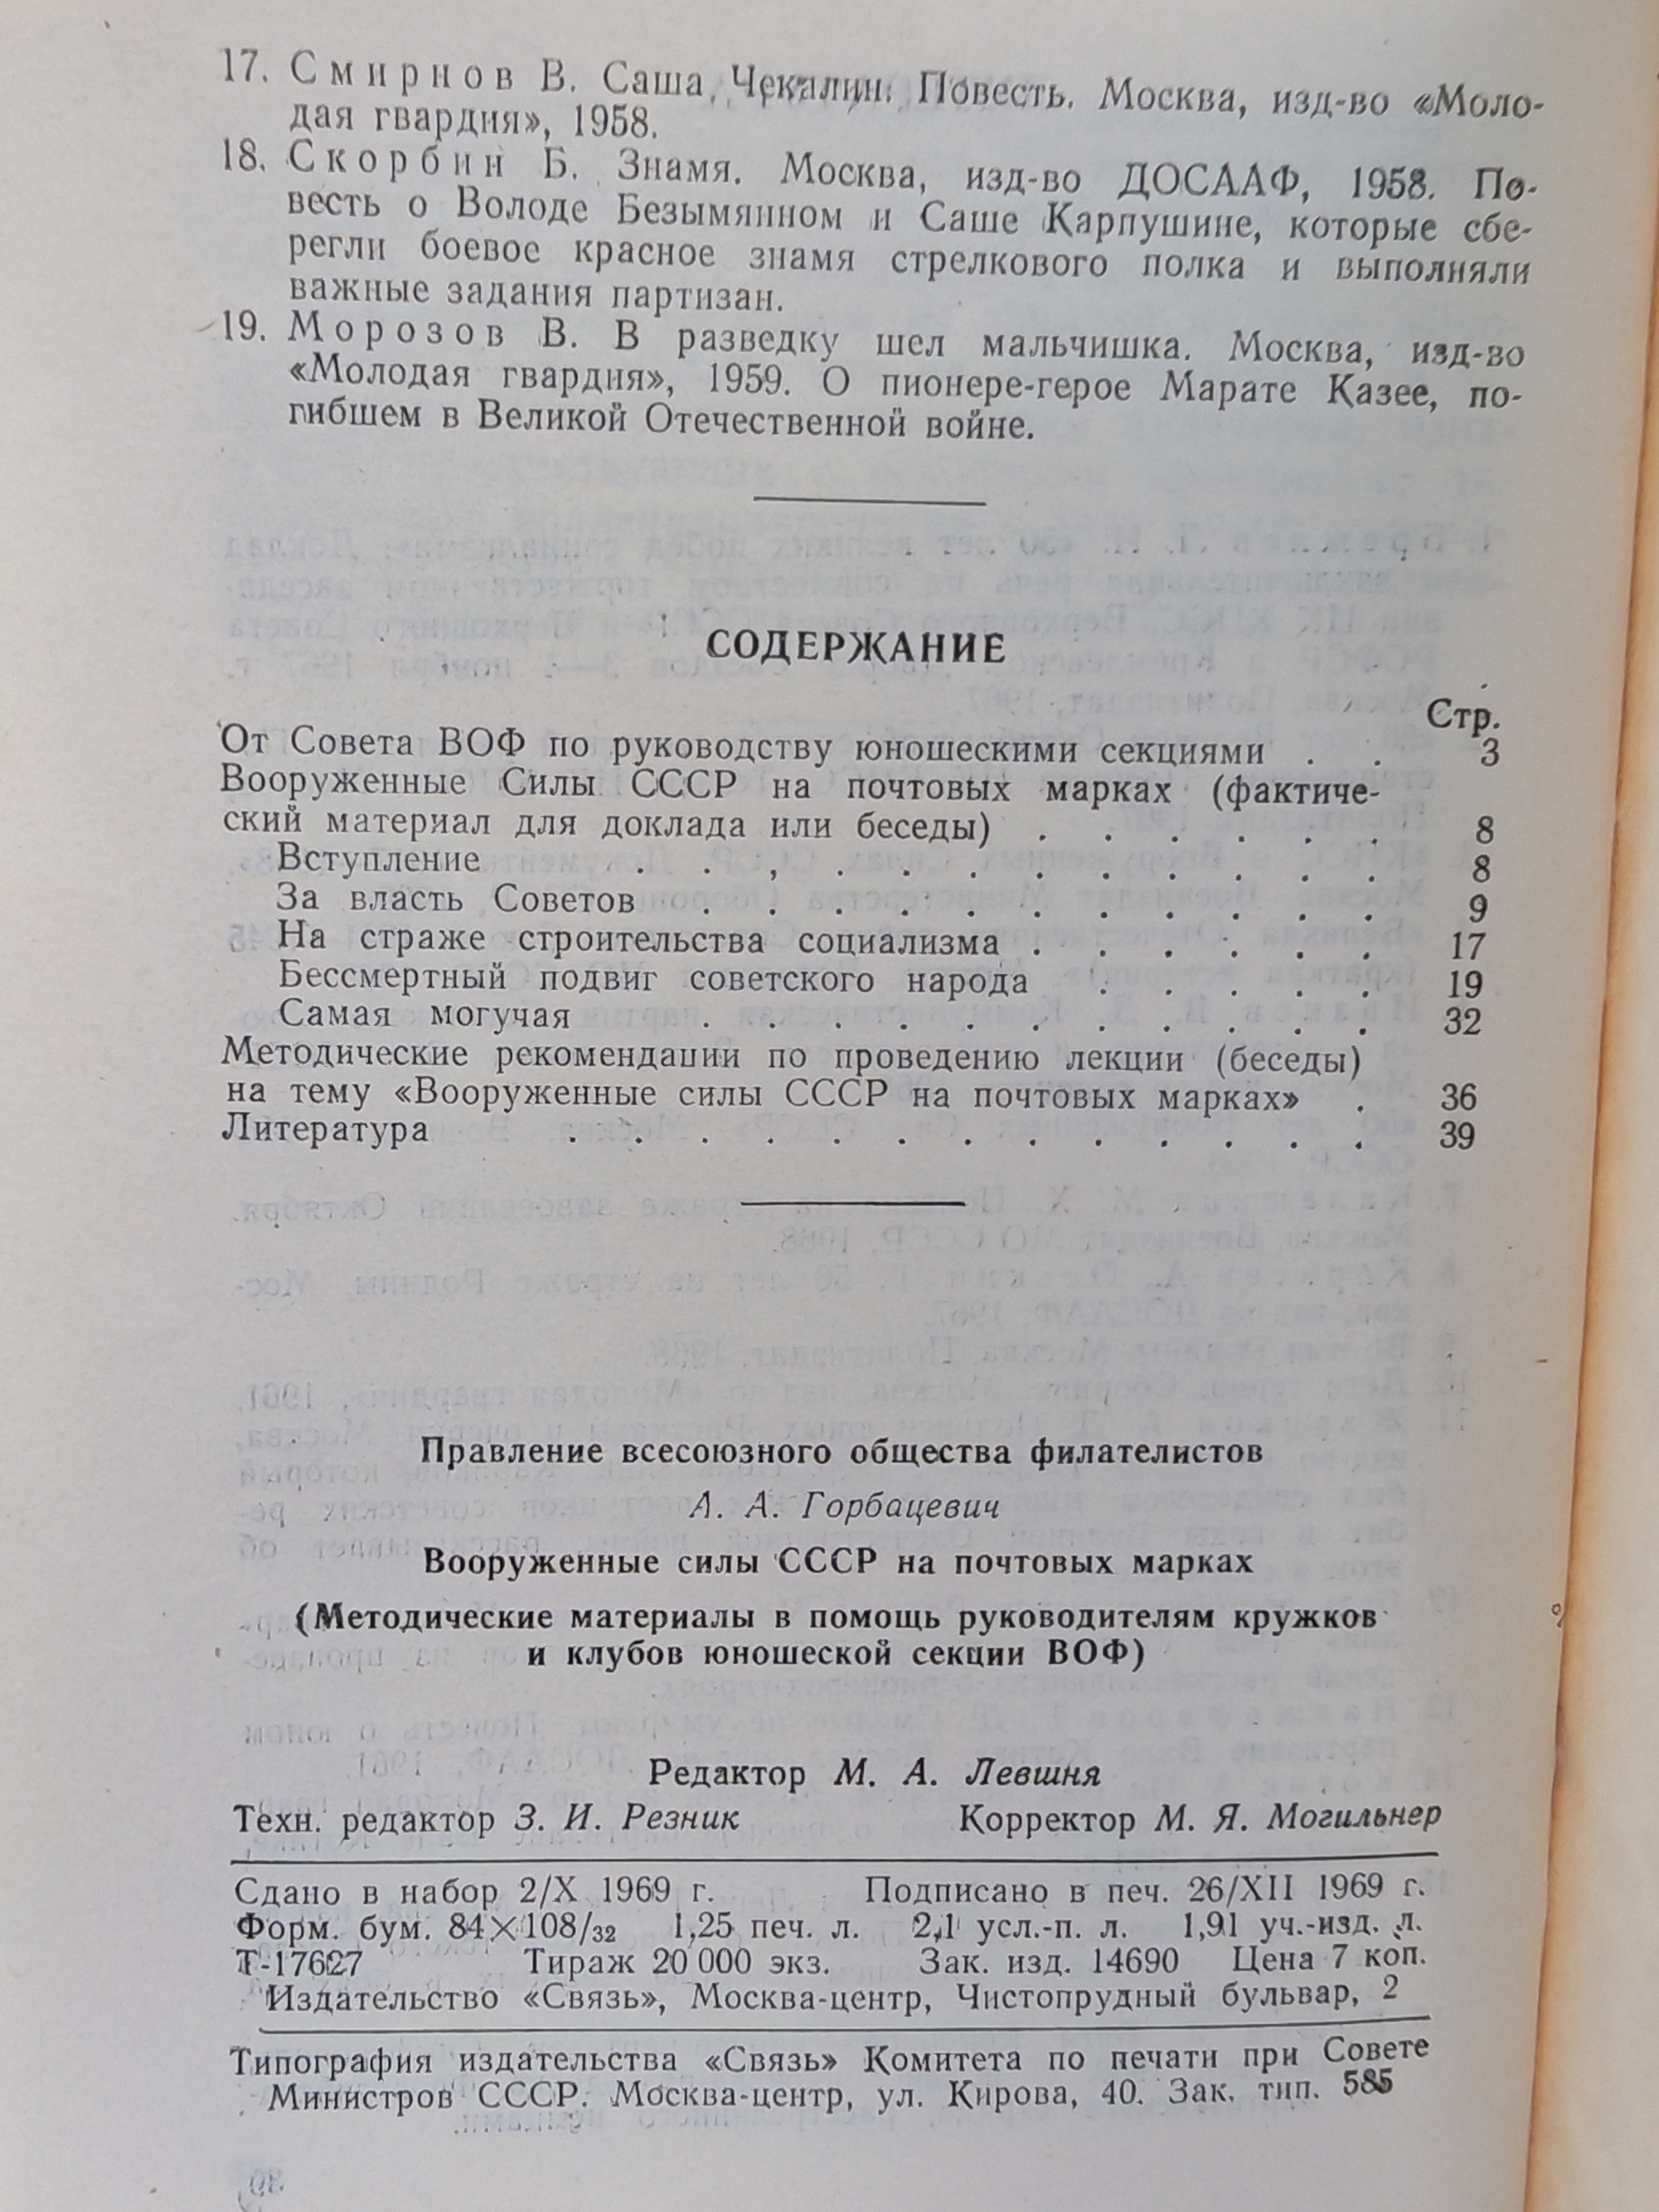 17. Смирнов В. Саша Чекалин. Повесть. Москва, изд-во «Моло-
дая гвардия», 1958.
18. Скорбин Б. Знамя. Москва, изд-во ДОСААФ, 1958. По-
весть о Володе Безымянном и Саше Карпушине, которые сбе-
регли боевое красное знамя стрелкового полка и выполняли
важные задания партизан.
19. Морозов В. В разведку шел мальчишка. Москва, изд-во
«Молодая гвардия», 1959. О пионере-герое Марате Казее, по-
гибшем в Великой Отечественной войне.
СОДЕРЖАНИЕ
Стр.
От Совета ВОФ по руководству юношескими секциями . . 3
Вооруженные Силы СССР на почтовых марках (фактиче-
ский материал для доклада или беседы) . . . . . . 8
Вступление . . , . . . . . . . . . 8
За власть Советов . . . . . . . . . . . 9
На страже строительства социализма . . . . . . 17
Бессмертный подвиг советского народа . . . . . 19
Самая могучая . . . . . . . . . . . 32
Методические рекомендации по проведению лекции (беседы)
на тему «Вооруженные силы СССР на почтовых марках» . 36
Литература . . . . . . . . . . . . . 39
Правление всесоюзного общества филателистов
А. А. Горбацевич
Вооруженные силы СССР на почтовых марках
(Методические материалы в помощь руководителям кружков
и клубов юношеской секции ВОФ)
Редактор М. А. Левшня
Техн. редактор З. И. Резник Корректор М. Я. Могильнер
Сдано в набор 2/X 1969 г. Подписано в печ. 26/XII 1969 г.
Форм. бум. 84×108/32 1,25 печ. л. 2,1 усл.-п. л. 1,91 уч.-изд. л.
Т-17627 Тираж 20 000 экз. Зак. изд. 14690 Цена 7 коп.
Издательство «Связь», Москва-центр, Чистопрудный бульвар, 2
Типография издательства «Связь» Комитета по печати при Совете
Министров СССР. Москва-центр, ул. Кирова, 40. Зак. тип. 585